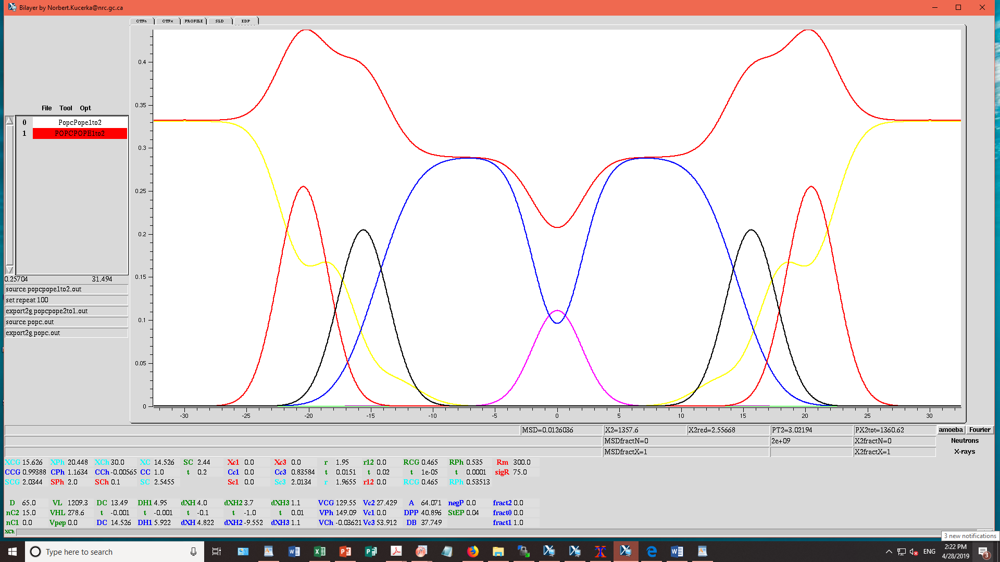 Bilayer by Norbert.Kucerka@nrc.gc.ca
CTFn CTFx PROFILE SLD EDP
File Tool Opt
0 PopcPope1to2
1 POPCPOPE1to2
0.25704 31.494
source popcpope1to2.out
set repeat 100
export2g popcpope2to1.out
source popc.out
export2g popc.out
0.4
0.35
0.3
0.25
0.2
0.15
0.1
0.05
0
-30 -25 -20 -15 -10 -5 0 5 10 15 20 25 30
MSD=0.0126036 X2=1357.6 X2red=2.55668 PT2=3.02194 PX2tot=1360.62 amoeba Fourier
MSDfractN=0 2e+09 X2fractN=0 Neutrons
MSDfractX=1 X2fractX=1 X-rays
XCG 15.626 XPh 20.448 XCh 30.0 XC 14.526 SC 2.44 Xc1 0.0 Xc3 0.0 r 1.95 r12 0.0 RCG 0.465 RPh 0.535 Rm 300.0
CCG 0.99388 CPh 1.1634 CCh -0.00565 CC 1.0 t 0.2 Cc1 0.0 Cc3 0.83584 t 0.0151 t 0.02 t 1e-05 t 0.0001 sigR 75.0
SCG 2.0344 SPh 2.0 SCh 0.1 SC 2.5455 Sc1 0.0 Sc3 2.0134 r 1.9655 r12 0.0 RCG 0.465 RPh 0.53513
D 65.0 VL 1209.3 DC 13.49 DH1 4.95 dXH 4.0 dXH2 3.7 dXH3 1.1 VCG 129.55 Vc2 27.429 A 64.071 negP 0.0 fract2 0.0
nC2 15.0 VHL 278.6 t -0.001 t -0.001 t -0.1 t -1.0 t 0.01 VPh 149.09 Vc1 0.0 DPP 40.896 StEP 0.04 fract0 0.0
nC1 0.0 Vpep 0.0 DC 14.526 DH1 5.922 dXH 4.822 dXH2 -9.552 dXH3 1.1 VCh -0.03621 Vc3 53.912 DB 37.749 fract1 1.0
XCh
3 new notifications
Type here to search
ENG
2:22 PM
4/28/2019
3